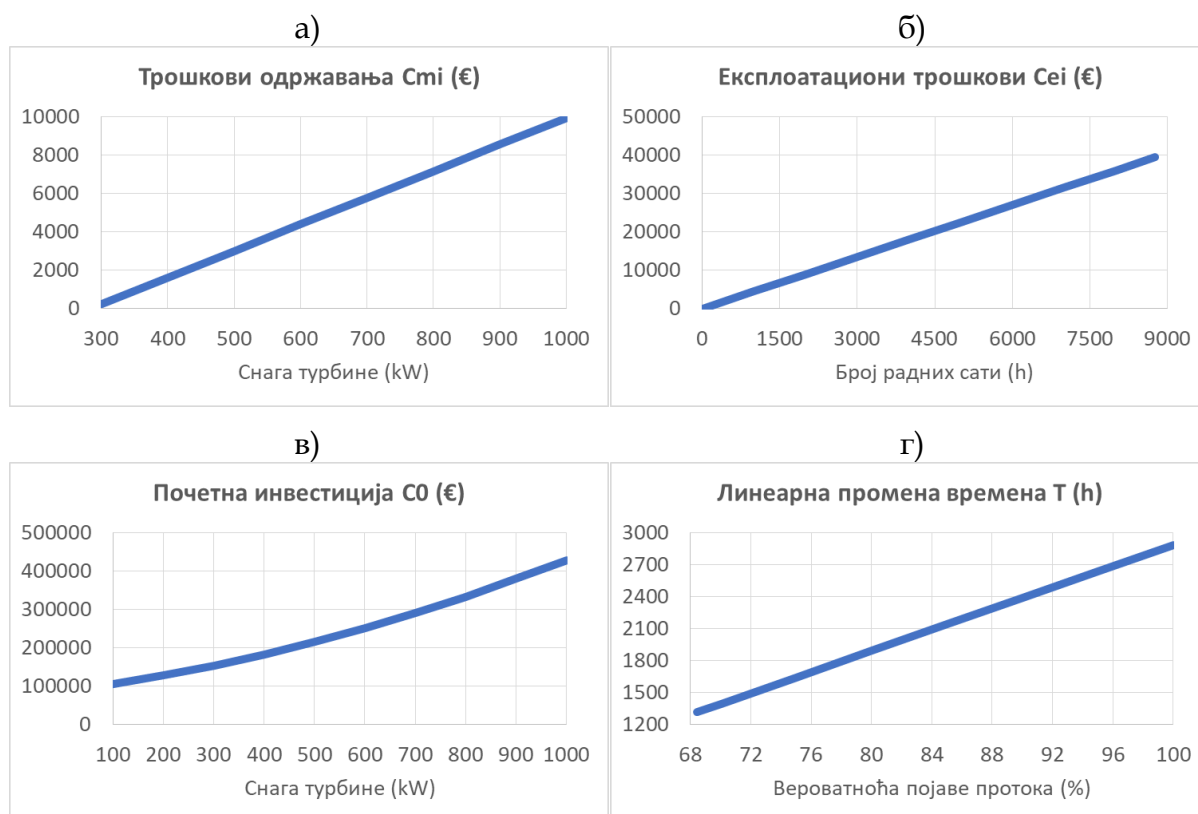 а)
Трошкови одржавања Cmi (€)
10000
8000
6000
4000
2000
0
300 400 500 600 700 800 900 1000
Снага турбине (kW)
б)
Експлоатациони трошкови Cei (€)
50000
40000
30000
20000
10000
0
0 1500 3000 4500 6000 7500 9000
Број радних сати (h)
в)
Почетна инвестиција C0 (€)
500000
400000
300000
200000
100000
0
100 200 300 400 500 600 700 800 900 1000
Снага турбине (kW)
г)
Линеарна промена времена T (h)
3000
2700
2400
2100
1800
1500
1200
68 72 76 80 84 88 92 96 100
Вероватноћа појаве протока (%)